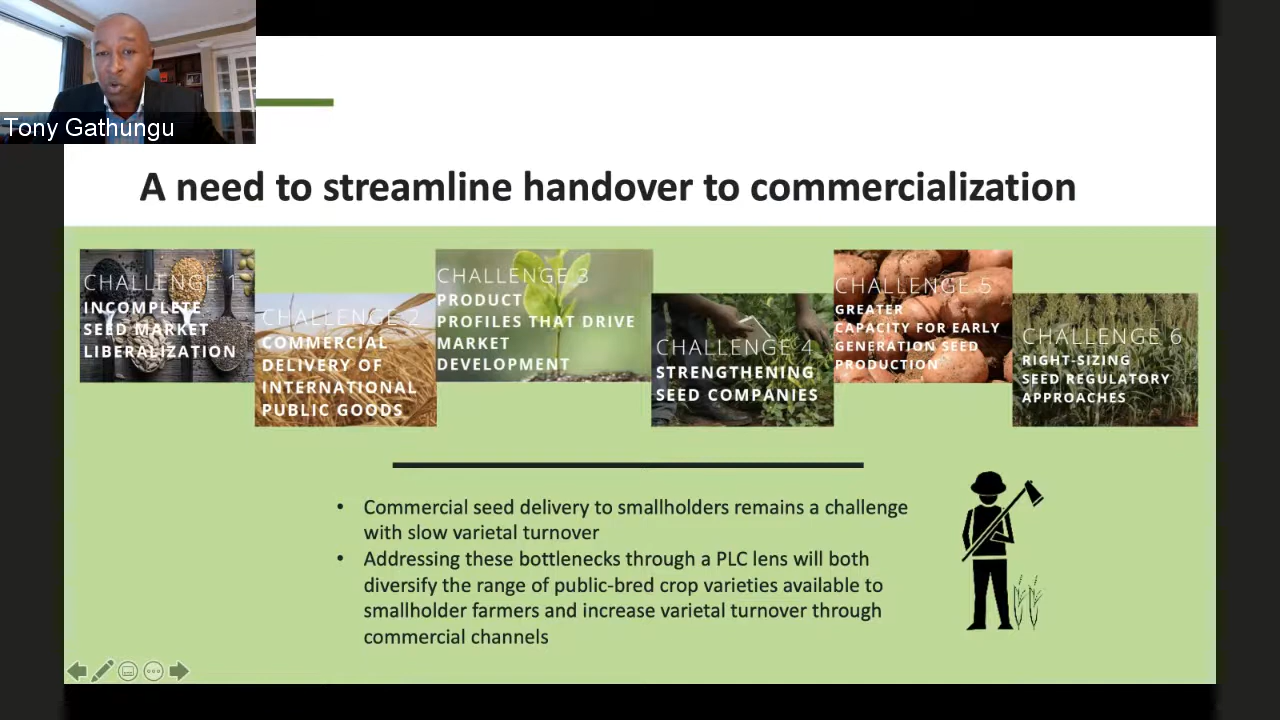 Tony Gathungu
A need to streamline handover to commercialization
CHALLENGE 1
INCOMPLETE
SEED MARKET
LIBERALIZATION
CHALLENGE 2
COMMERCIAL
DELIVERY OF
INTERNATIONAL
PUBLIC GOODS
CHALLENGE 3
PRODUCT
PROFILES THAT DRIVE
MARKET
DEVELOPMENT
CHALLENGE 4
STRENGTHENING
SEED COMPANIES
CHALLENGE 5
GREATER
CAPACITY FOR EARLY
GENERATION SEED
PRODUCTION
CHALLENGE 6
RIGHT-SIZING
SEED REGULATORY
APPROACHES
• Commercial seed delivery to smallholders remains a challenge
with slow varietal turnover
• Addressing these bottlenecks through a PLC lens will both
diversify the range of public-bred crop varieties available to
smallholder farmers and increase varietal turnover through
commercial channels